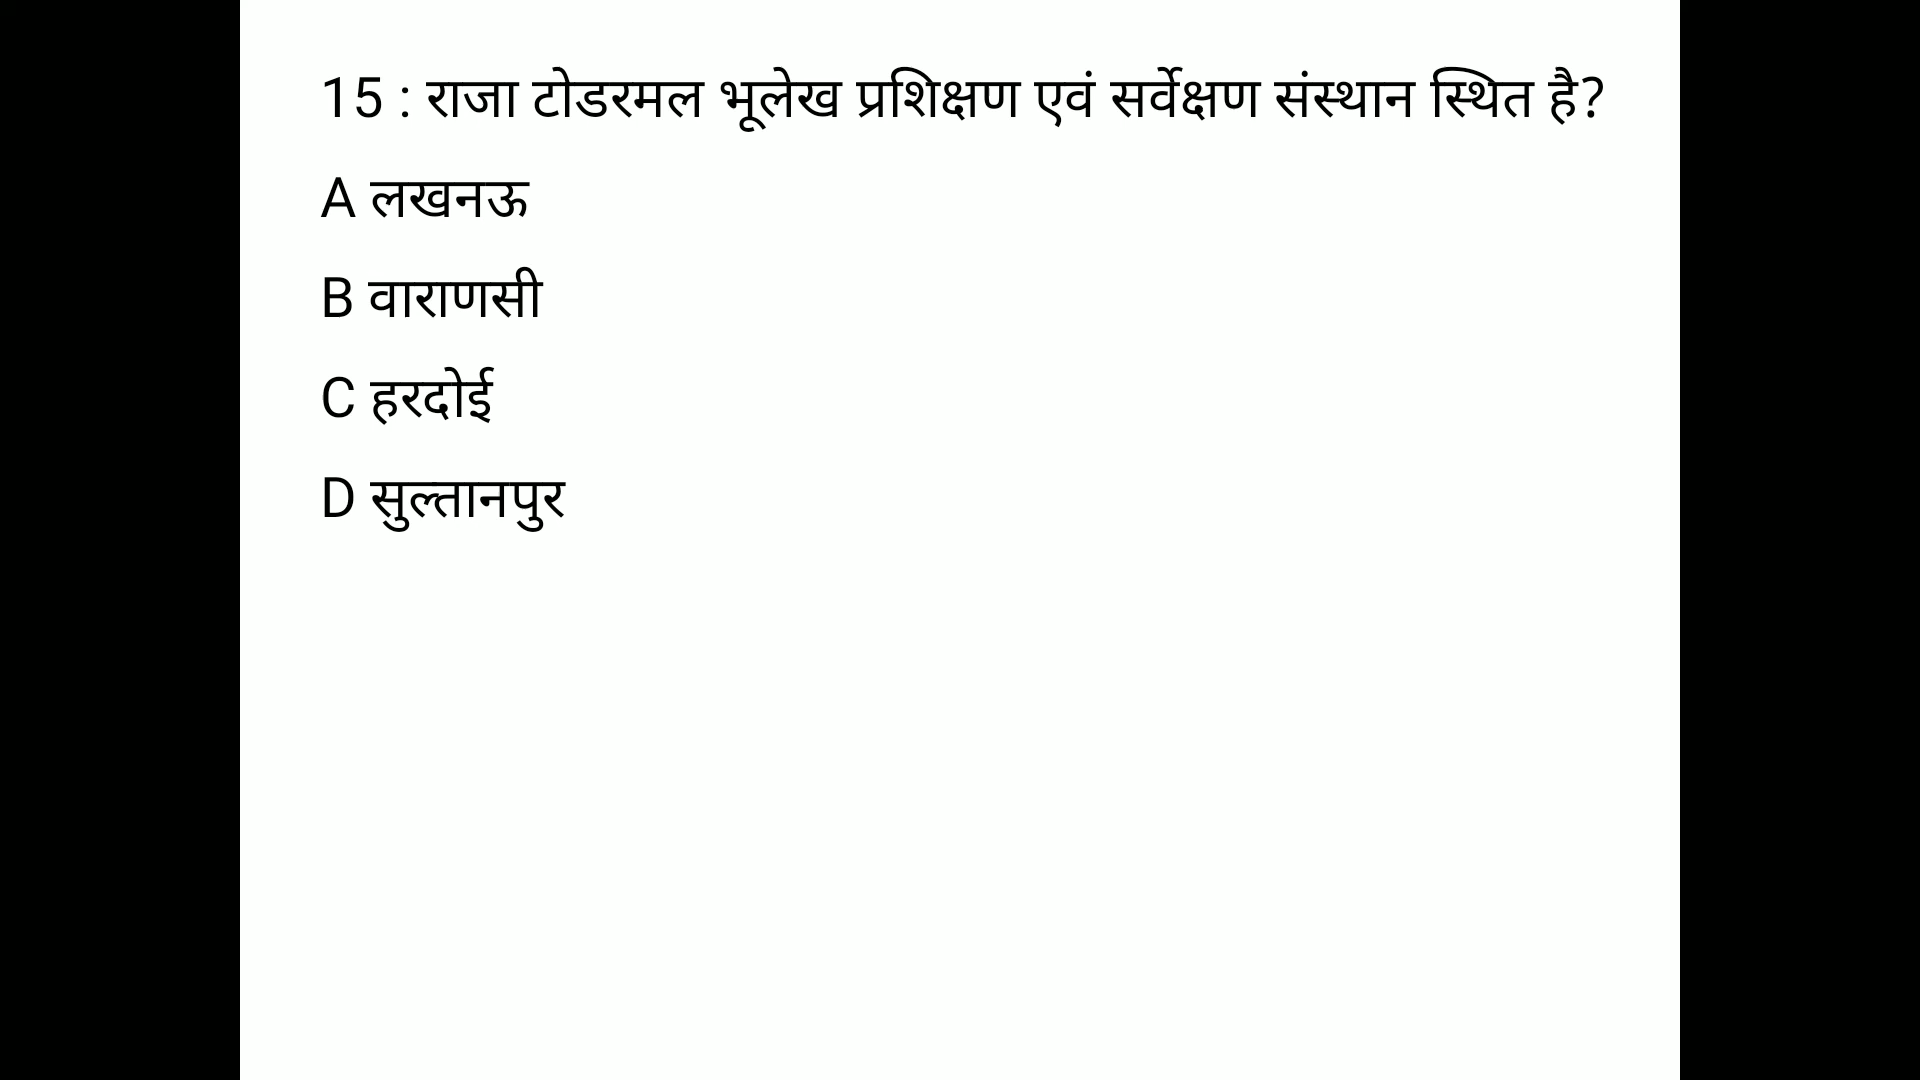 15 : राजा टोडरमल भूलेख प्रशिक्षण एवं सर्वेक्षण संस्थान स्थित है?
A लखनऊ
B वाराणसी
C हरदोई
D सुल्तानपुर